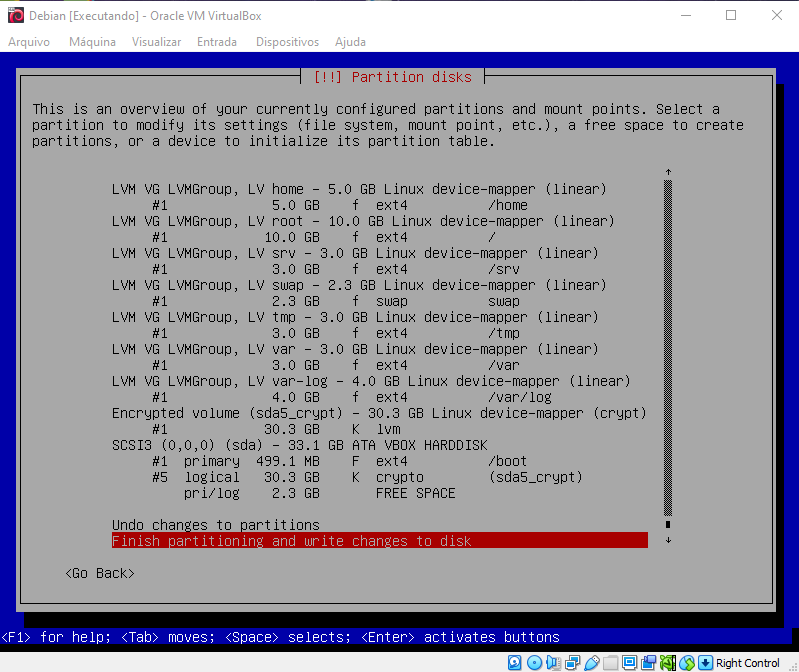 Debian [Executando] - Oracle VM VirtualBox
Arquivo Máquina Visualizar Entrada Dispositivos Ajuda
[!!] Partition disks
This is an overview of your currently configured partitions and mount points. Select a
partition to modify its settings (file system, mount point, etc.), a free space to create
partitions, or a device to initialize its partition table.
LVM VG LVMGroup, LV home - 5.0 GB Linux device-mapper (linear)
#1 5.0 GB f ext4 /home
LVM VG LVMGroup, LV root - 10.0 GB Linux device-mapper (linear)
#1 10.0 GB f ext4 /
LVM VG LVMGroup, LV srv - 3.0 GB Linux device-mapper (linear)
#1 3.0 GB f ext4 /srv
LVM VG LVMGroup, LV swap - 2.3 GB Linux device-mapper (linear)
#1 2.3 GB f swap swap
LVM VG LVMGroup, LV tmp - 3.0 GB Linux device-mapper (linear)
#1 3.0 GB f ext4 /tmp
LVM VG LVMGroup, LV var - 3.0 GB Linux device-mapper (linear)
#1 3.0 GB f ext4 /var
LVM VG LVMGroup, LV var-log - 4.0 GB Linux device-mapper (linear)
#1 4.0 GB f ext4 /var/log
Encrypted volume (sda5_crypt) - 30.3 GB Linux device-mapper (crypt)
#1 30.3 GB K lvm
SCSI3 (0,0,0) (sda) - 33.1 GB ATA VBOX HARDDISK
#1 primary 499.1 MB F ext4 /boot
#5 logical 30.3 GB K crypto (sda5_crypt)
pri/log 2.3 GB FREE SPACE
Undo changes to partitions
Finish partitioning and write changes to disk
<Go Back>
<F1> for help; <Tab> moves; <Space> selects; <Enter> activates buttons
Right Control